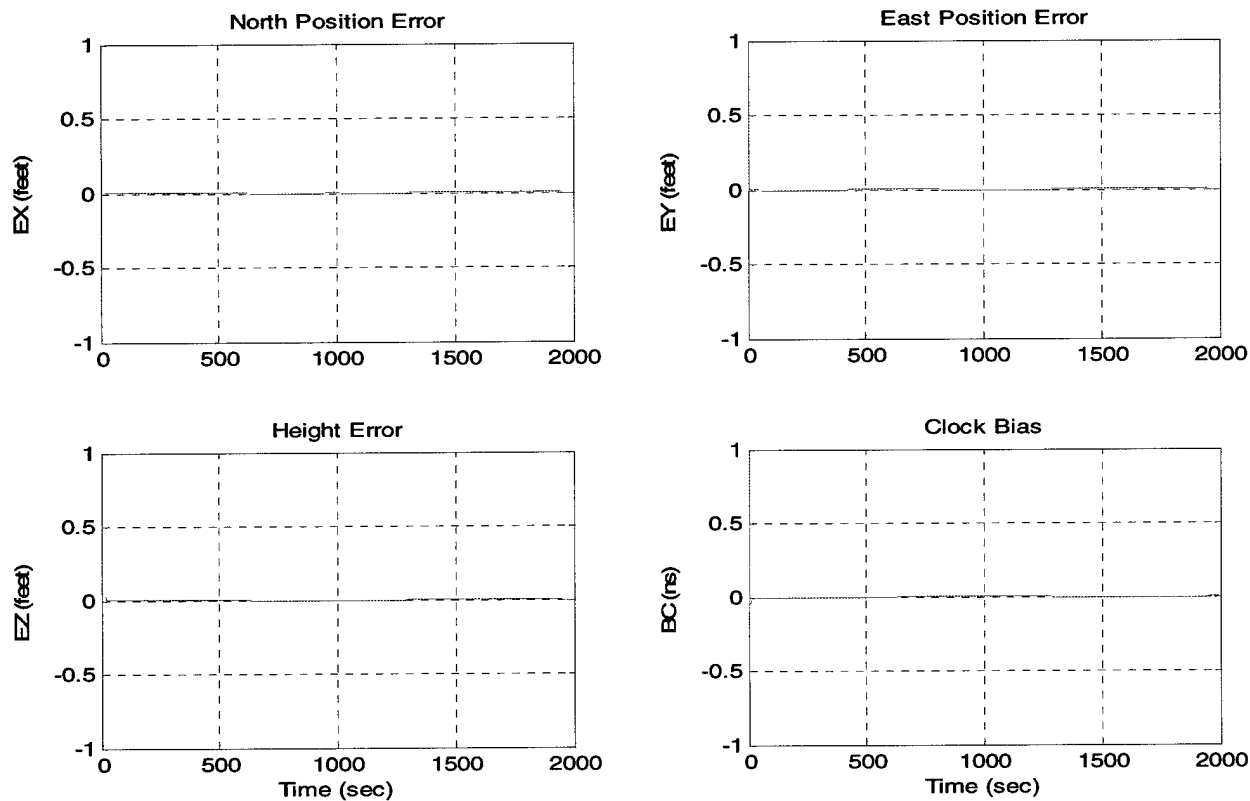 North Position Error
1
0.5
0
-0.5
-1
EX (feet)
0 500 1000 1500 2000
East Position Error
1
0.5
0
-0.5
-1
EY (feet)
0 500 1000 1500 2000
Height Error
1
0.5
0
-0.5
-1
EZ (feet)
0 500 1000 1500 2000
Time (sec)
Clock Bias
1
0.5
0
-0.5
-1
BC (ns)
0 500 1000 1500 2000
Time (sec)